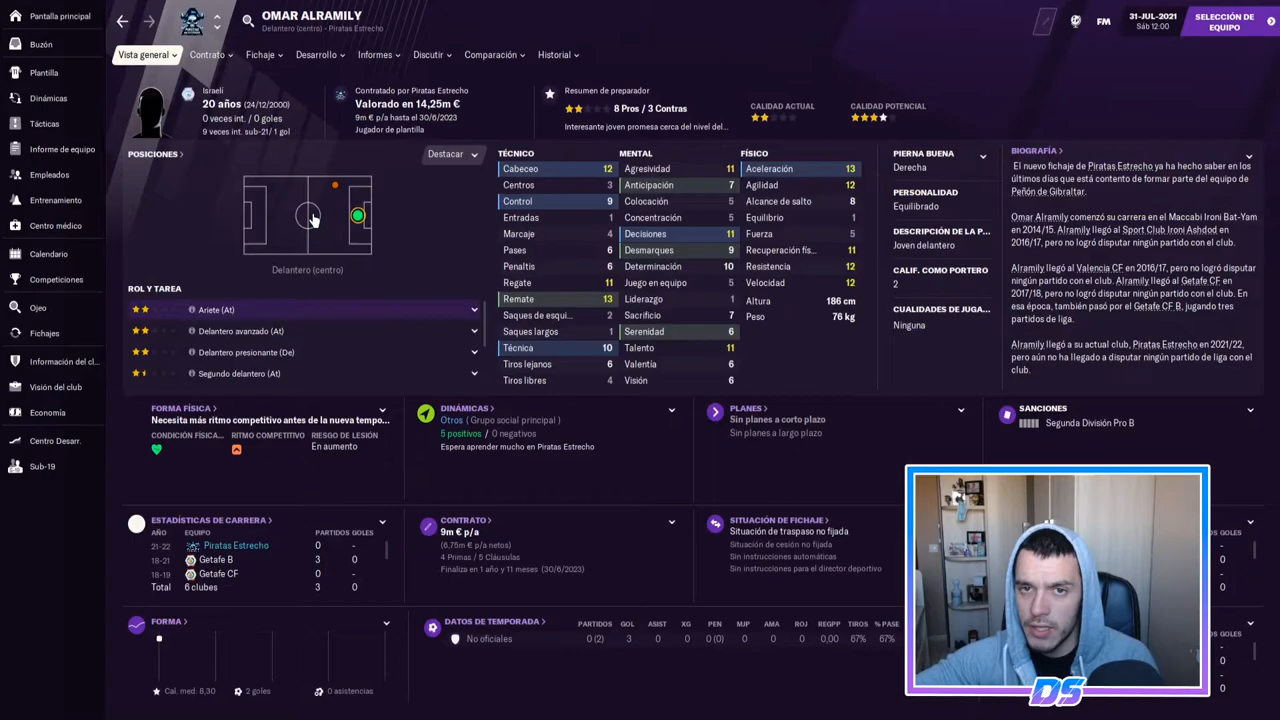 Pantalla principal
Buzón
Plantilla
Dinámicas
Tácticas
Informe de equipo
Empleados
Entrenamiento
Centro médico
Calendario
Competiciones
Ojeo
Fichajes
Información del cl...
Visión del club
Economía
Centro Desarr.
Sub-19
OMAR ALRAMILY
Delantero (centro) - Piratas Estrecho
FM
31-JUL-2021
Sáb 12:00
SELECCIÓN DE
EQUIPO
Vista general
Contrato
Fichaje
Desarrollo
Informes
Discutir
Comparación
Historial
Israelí
20 años (24/12/2000)
0 veces int. / 0 goles
9 veces int. sub-21/ 1 gol
Contratado por Piratas Estrecho
Valorado en 14,25m €
9m € p/a hasta el 30/6/2023
Jugador de plantilla
Resumen de preparador
8 Pros / 3 Contras
Interesante joven promesa cerca del nivel del...
CALIDAD ACTUAL
CALIDAD POTENCIAL
POSICIONES
Destacar
Delantero (centro)
ROL Y TAREA
Ariete (At)
Delantero avanzado (At)
Delantero presionante (De)
Segundo delantero (At)
TÉCNICO
Cabeceo 12
Centros 3
Control 9
Entradas 1
Marcaje 4
Pases 6
Penaltis 6
Regate 11
Remate 13
Saques de esqui... 2
Saques largos 1
Técnica 10
Tiros lejanos 6
Tiros libres 4
MENTAL
Agresividad 11
Anticipación 7
Colocación 5
Concentración 5
Decisiones 11
Desmarques 9
Determinación 10
Juego en equipo 5
Liderazgo 1
Sacrificio 7
Serenidad 6
Talento 11
Valentía 6
Visión 6
FÍSICO
Aceleración 13
Agilidad 12
Alcance de salto 8
Equilibrio 1
Fuerza 5
Recuperación fís... 11
Resistencia 12
Velocidad 12
Altura 186 cm
Peso 76 kg
PIERNA BUENA
Derecha
PERSONALIDAD
Equilibrado
DESCRIPCIÓN DE LA P...
Joven delantero
CALIF. COMO PORTERO
2
CUALIDADES DE JUGA...
Ninguna
BIOGRAFÍA
El nuevo fichaje de Piratas Estrecho ya ha hecho saber en los
últimos días que está contento de formar parte del equipo de
Peñón de Gibraltar.
Omar Alramily comenzó su carrera en el Maccabi Ironi Bat-Yam
en 2014/15. Alramily llegó al Sport Club Ironi Ashdod en
2016/17, pero no logró disputar ningún partido con el club.
Alramily llegó al Valencia CF en 2016/17, pero no logró disputar
ningún partido con el club. Alramily llegó al Getafe CF en
2017/18, pero no logró disputar ningún partido con el club. En
esa época, también pasó por el Getafe CF B, logrando jugar tres
partidos de liga.
Alramily llegó a su actual club, Piratas Estrecho en 2021/22,
pero aún no ha llegado a disputar ningún partido de liga con el
club.
FORMA FÍSICA
Necesita más ritmo competitivo antes de la nueva tempo...
CONDICIÓN FÍSICA...
RITMO COMPETITIVO
RIESGO DE LESIÓN
En aumento
DINÁMICAS
Otros ( Grupo social principal )
5 positivos / 0 negativos
Espera aprender mucho en Piratas Estrecho
PLANES
Sin planes a corto plazo
Sin planes a largo plazo
SANCIONES
Segunda División Pro B
ESTADÍSTICAS DE CARRERA
AÑO EQUIPO PARTIDOS GOLES
21-22 Piratas Estrecho 0 -
18-21 Getafe B 3 0
18-19 Getafe CF 0 -
Total 6 clubes 3 0
CONTRATO
9m € p/a
(6,75m € p/a netos)
4 Primas / 5 Cláusulas
Finaliza en 1 año y 11 meses (30/6/2023)
SITUACIÓN DE FICHAJE
Situación de traspaso no fijada
Situación de cesión no fijada
Sin instrucciones automáticas
Sin instrucciones para el director deportivo
FORMA
Cal. med. 8,30
2 goles
0 asistencias
DATOS DE TEMPORADA
PARTIDOS GOL ASIST XG PEN MJP AMA ROJ REGPP TIROS % PASE
No oficiales 0 (2) 3 0 0 0 (0) 0 0 0 0,00 67% 67%
OS GOLES
0
0
0
OS GOLES
0
0
0
DS